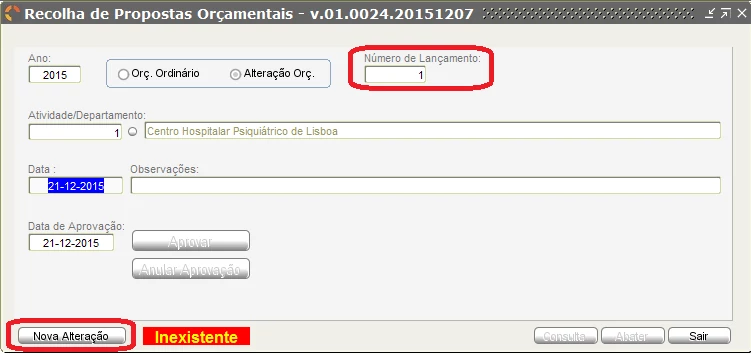 Recolha de Propostas Orçamentais - v.01.0024.20151207
Ano:
2015
Orç. Ordinário
Alteração Orç.
Número de Lançamento:
1
Atividade/Departamento:
1
Centro Hospitalar Psiquiátrico de Lisboa
Data :
21-12-2015
Observações:
Data de Aprovação:
21-12-2015
Aprovar
Anular Aprovação
Nova Alteração
Inexistente
Consulta
Abater
Sair